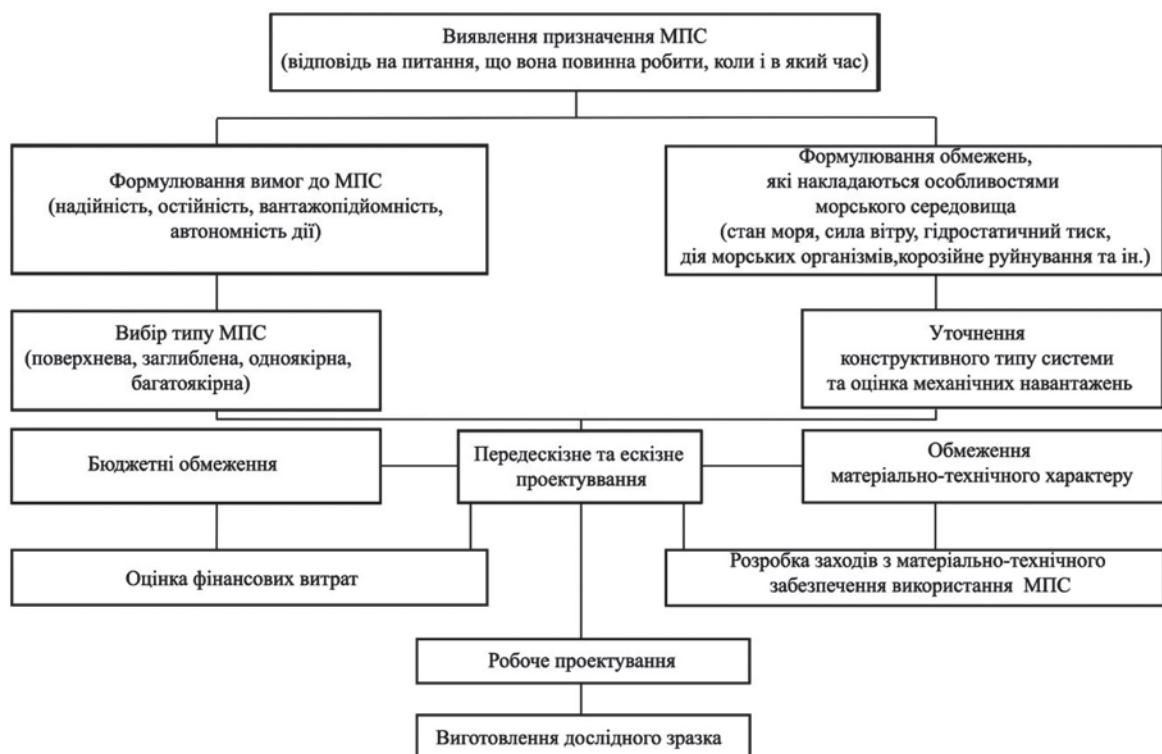 Виявлення призначення МПС
(відповідь на питання, що вона повинна робити, коли і в який час)
Формулювання вимог до МПС
(надійність, остійність, вантажопідйомність,
автономність дії)
Формулювання обмежень,
які накладаються особливостями
морського середовища
(стан моря, сила вітру, гідростатичний тиск,
дія морських організмів,корозійне руйнування та ін.)
Вибір типу МПС
(поверхнева, заглиблена, одноякірна,
багатоякірна)
Уточнення
конструктивного типу системи
та оцінка механічних навантажень
Бюджетні обмеження
Передескізне та ескізне
проектуввання
Обмеження
матеріально-технічного характеру
Оцінка фінансових витрат
Розробка заходів з матеріально-технічного
забезпечення використання МПС
Робоче проектування
Виготовлення дослідного зразка